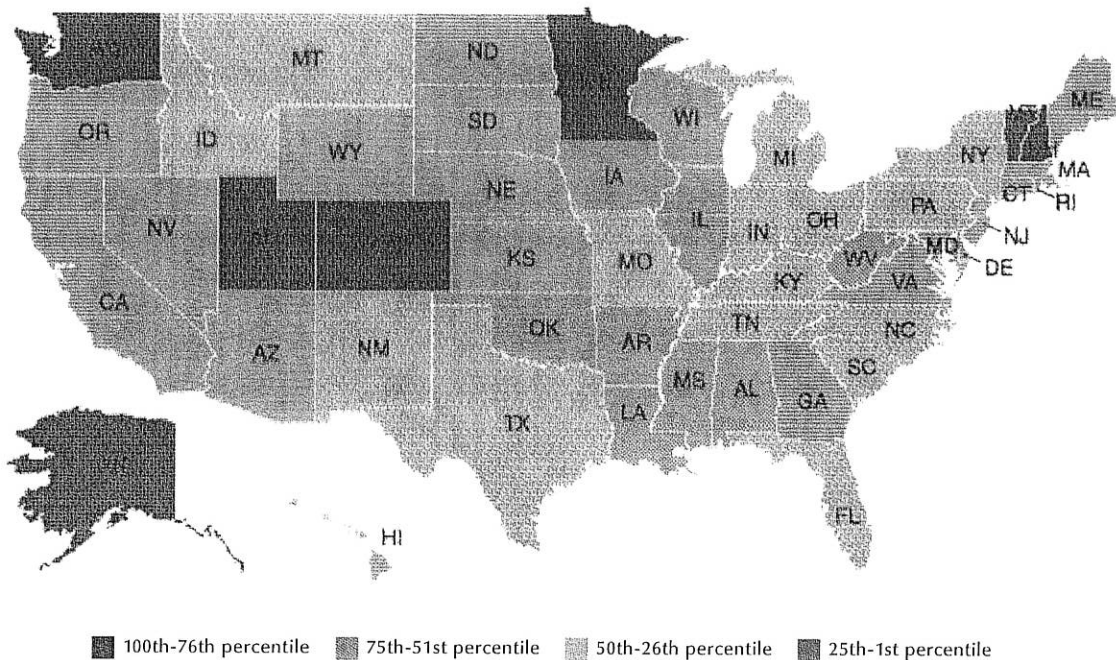 MT
ND
ME
OR
ID
SD
WI
WY
MI
NY
MA
NE
IA
CT
RI
NV
IL
IN
OH
PA
NJ
KS
MO
WV
MD
DE
CA
KY
VA
AZ
NM
OK
AR
TN
NC
SC
MS
AL
GA
LA
TX
FL
HI
100th-76th percentile 75th-51st percentile 50th-26th percentile 25th-1st percentile